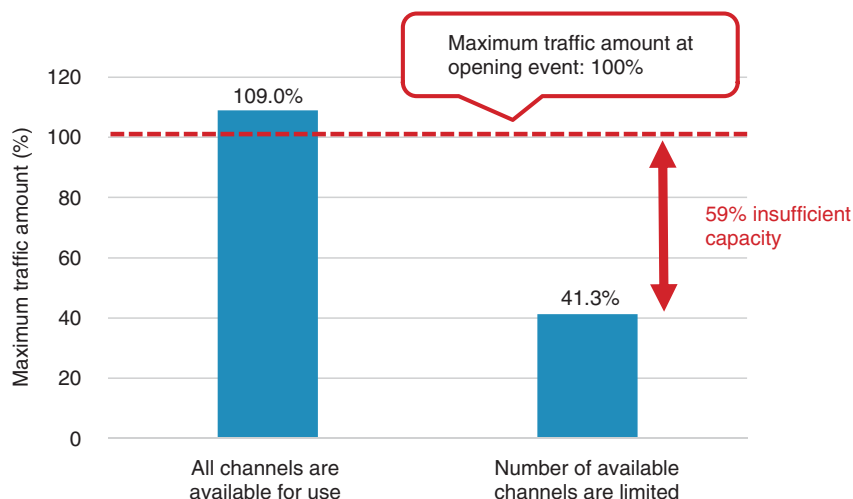 Maximum traffic amount at
opening event: 100%
Maximum traffic amount (%)
120
100
80
60
40
20
0
109.0%
41.3%
59% insufficient
capacity
All channels are
available for use
Number of available
channels are limited